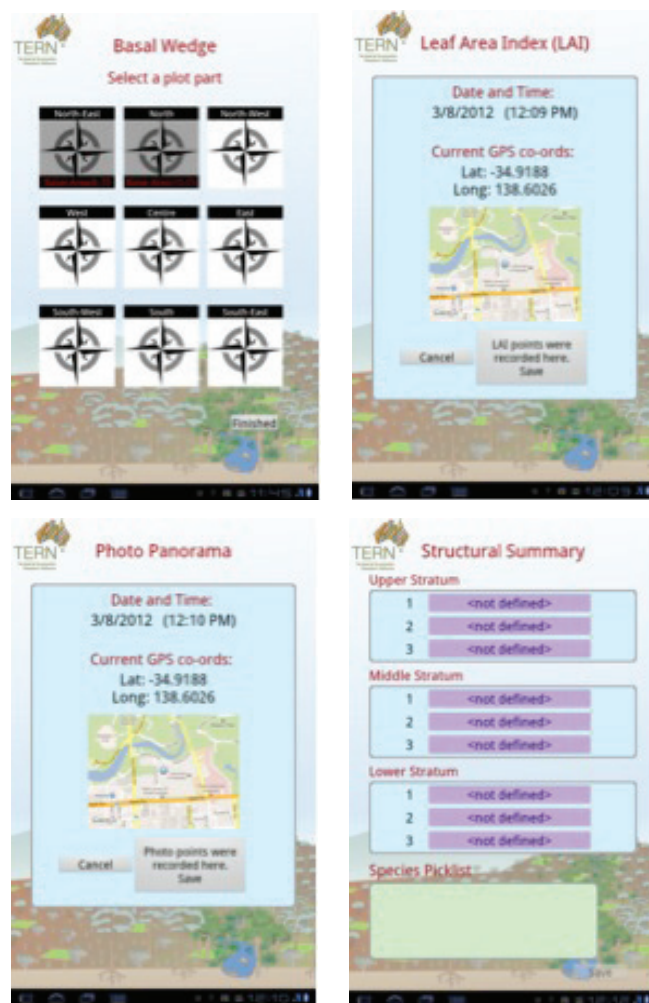 TERN
Basal Wedge
Select a plot part
North-East
North
North-West
West
Centre
East
South-West
South
South-East
Finished
11:45
TERN
Leaf Area Index (LAI)
Date and Time:
3/8/2012 (12:09 PM)
Current GPS co-ords:
Lat: -34.9188
Long: 138.6026
Cancel
LAI points were
recorded here.
Save
12:09
TERN
Photo Panorama
Date and Time:
3/8/2012 (12:10 PM)
Current GPS co-ords:
Lat: -34.9188
Long: 138.6026
Cancel
Photo points were
recorded here.
Save
12:10
TERN
Structural Summary
Upper Stratum
1 <not defined>
2 <not defined>
3 <not defined>
Middle Stratum
1 <not defined>
2 <not defined>
3 <not defined>
Lower Stratum
1 <not defined>
2 <not defined>
3 <not defined>
Species Picklist
Save